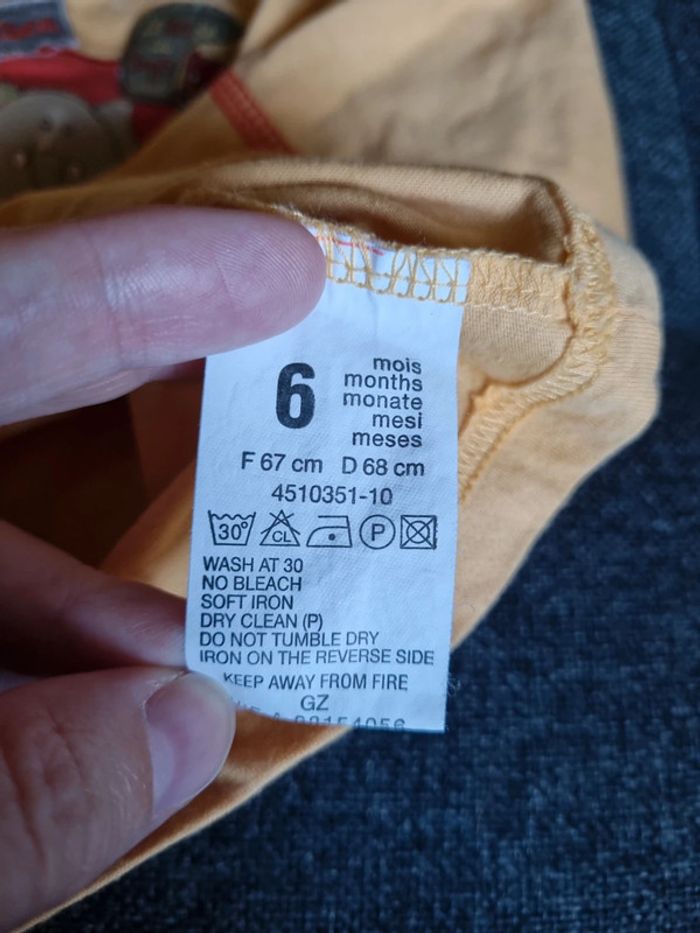 6
mois
months
monate
mesi
meses
F 67 cm D 68 cm
4510351-10
30° CL P
WASH AT 30
NO BLEACH
SOFT IRON
DRY CLEAN (P)
DO NOT TUMBLE DRY
IRON ON THE REVERSE SIDE
KEEP AWAY FROM FIRE
GZ